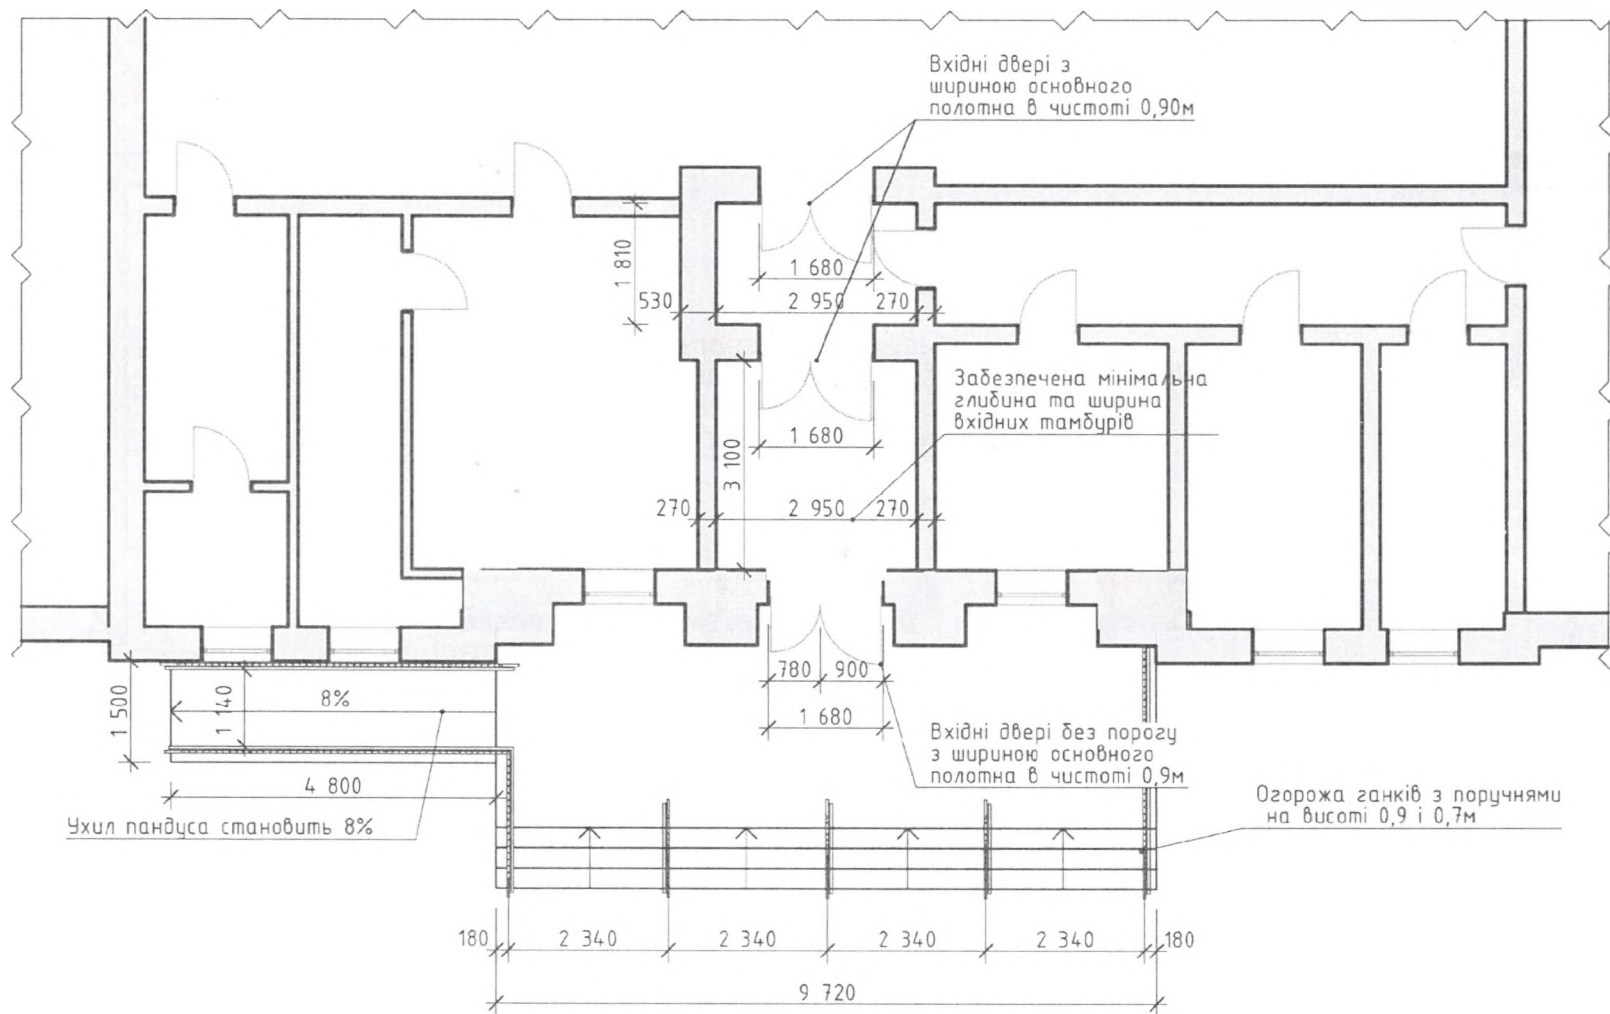 Вхідні двері з
шириною основного
полотна в чистоті 0,90м
1 810
1 680
530
2 950
270
Забезпечена мінімальна
глибина та ширина
вхідних тамбурів
1 680
3 100
270
2 950
270
780
900
1 680
1 500
1 140
8%
Вхідні двері без порогу
з шириною основного
полотна в чистоті 0,9м
4 800
Ухил пандуса становить 8%
Огорожа ганків з поручнями
на висоті 0,9 і 0,7м
180
2 340
2 340
2 340
2 340
180
9 720